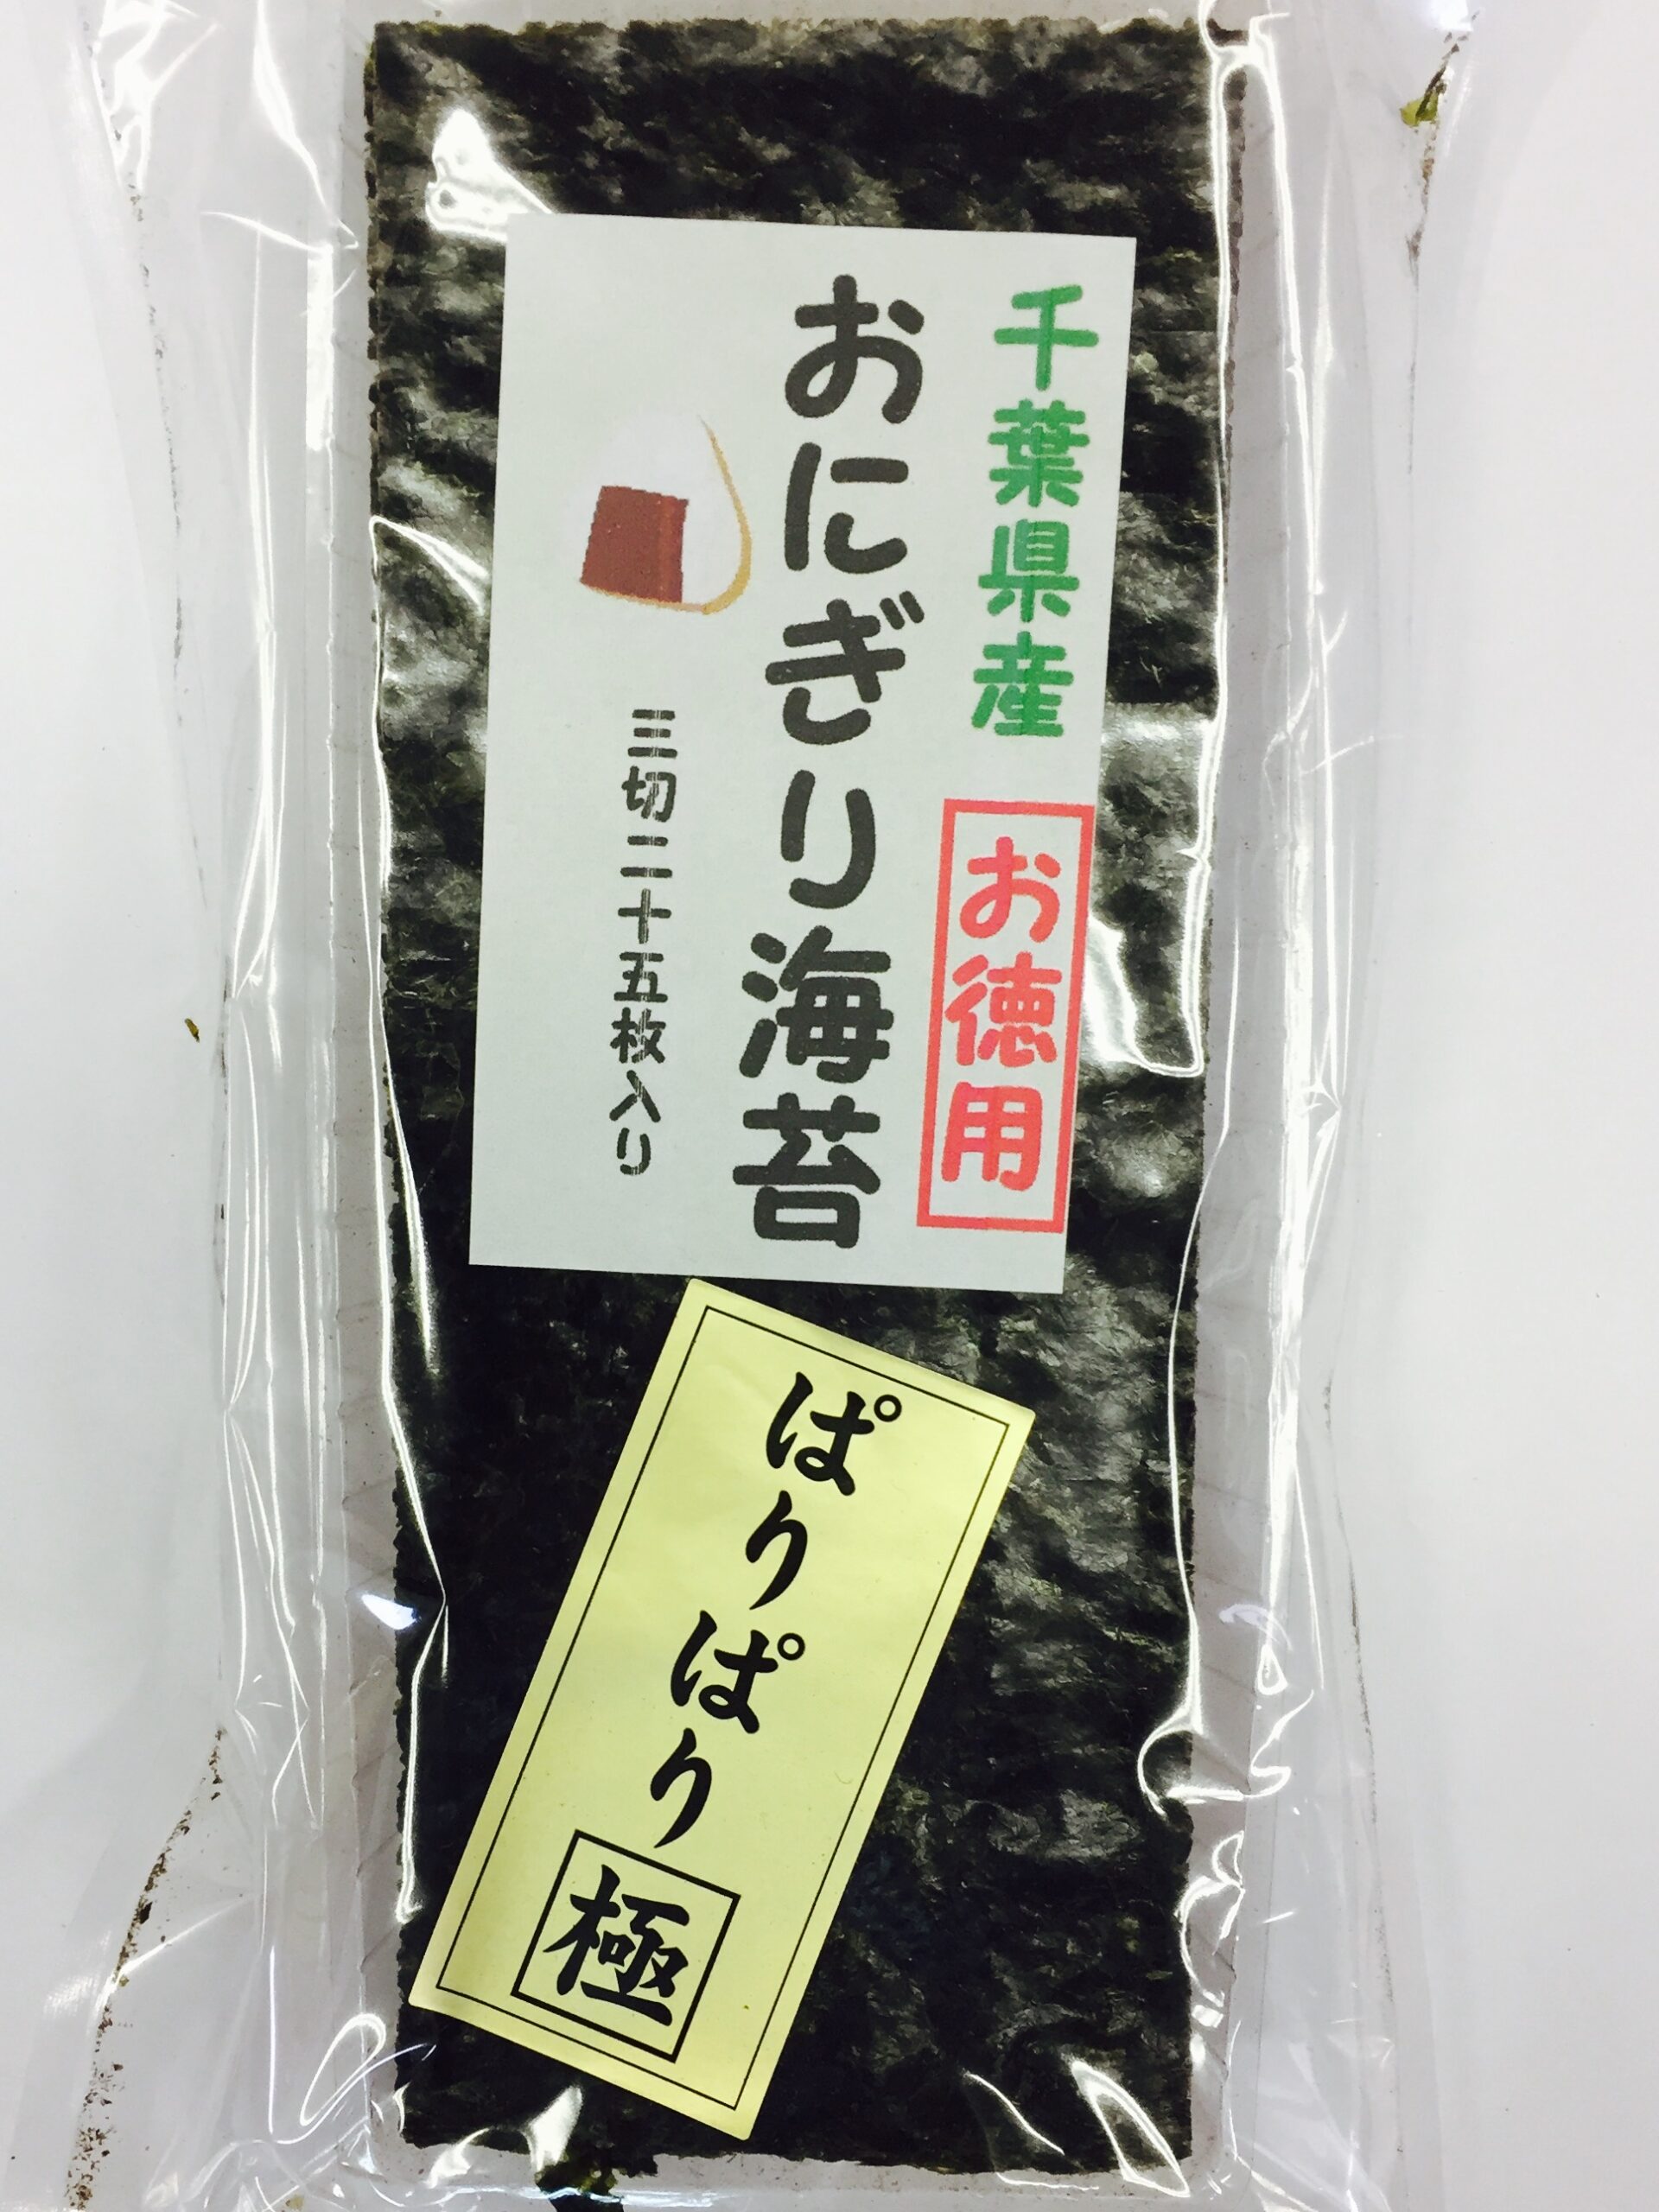 千葉県産 お徳用
おにぎり海苔
三切二十五枚入り
ぱりぱり極